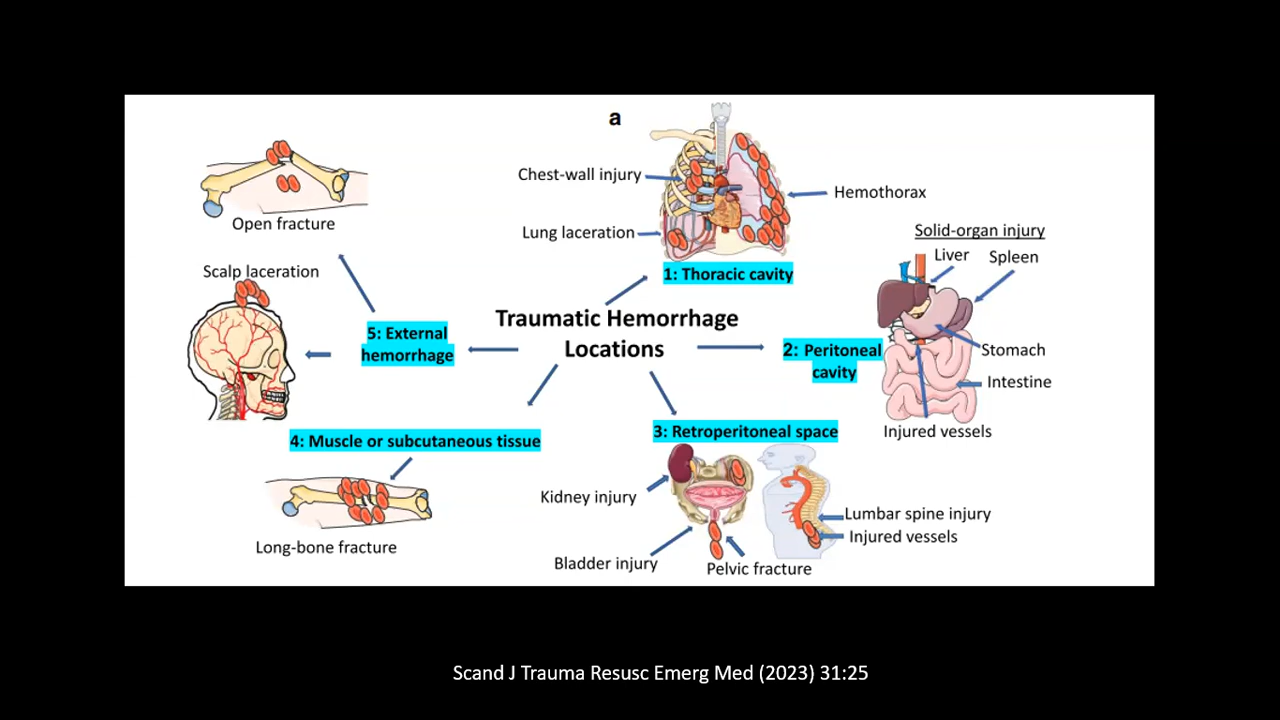 a
Chest-wall injury
Hemothorax
Lung laceration
1: Thoracic cavity
Open fracture
Scalp laceration
Solid-organ injury
Liver
Spleen
Traumatic Hemorrhage
Locations
5: External
hemorrhage
2: Peritoneal
cavity
Stomach
Intestine
Injured vessels
4: Muscle or subcutaneous tissue
Long-bone fracture
3: Retroperitoneal space
Kidney injury
Bladder injury
Pelvic fracture
Lumbar spine injury
Injured vessels
Scand J Trauma Resusc Emerg Med (2023) 31:25